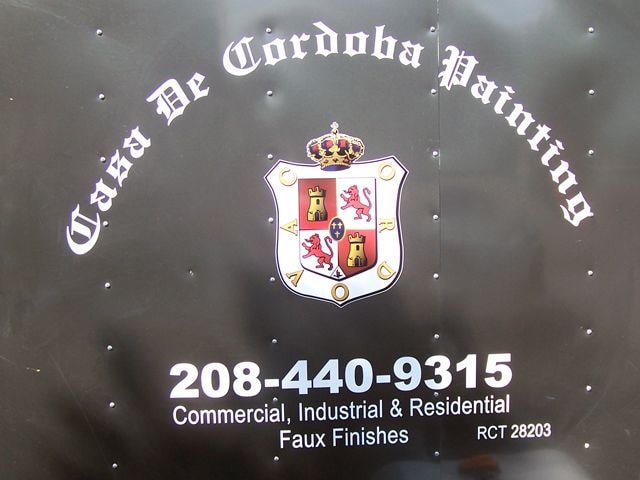 Casa De Cordoba Painting
CORDOVA
208-440-9315
Commercial, Industrial & Residential
Faux Finishes
RCT 28203